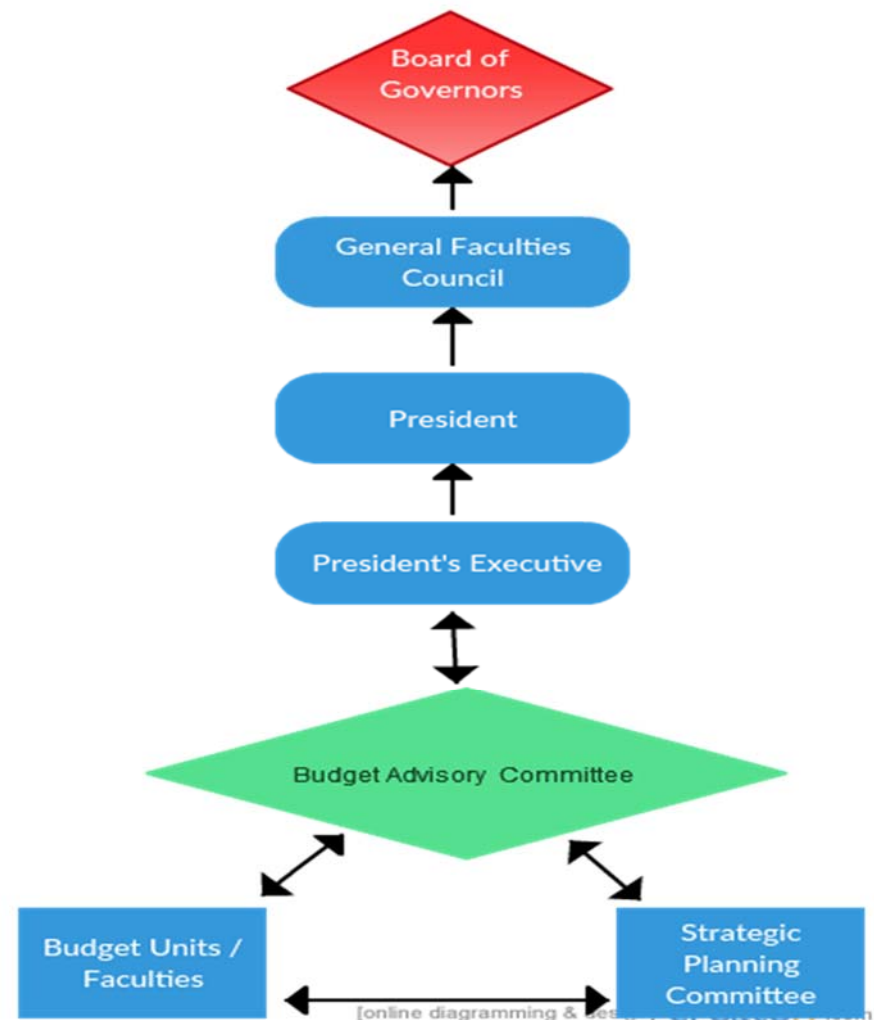 Board of
Governors
General Faculties
Council
President
President's Executive
Budget Advisory Committee
Budget Units /
Faculties
Strategic
Planning
Committee
[online diagramming &